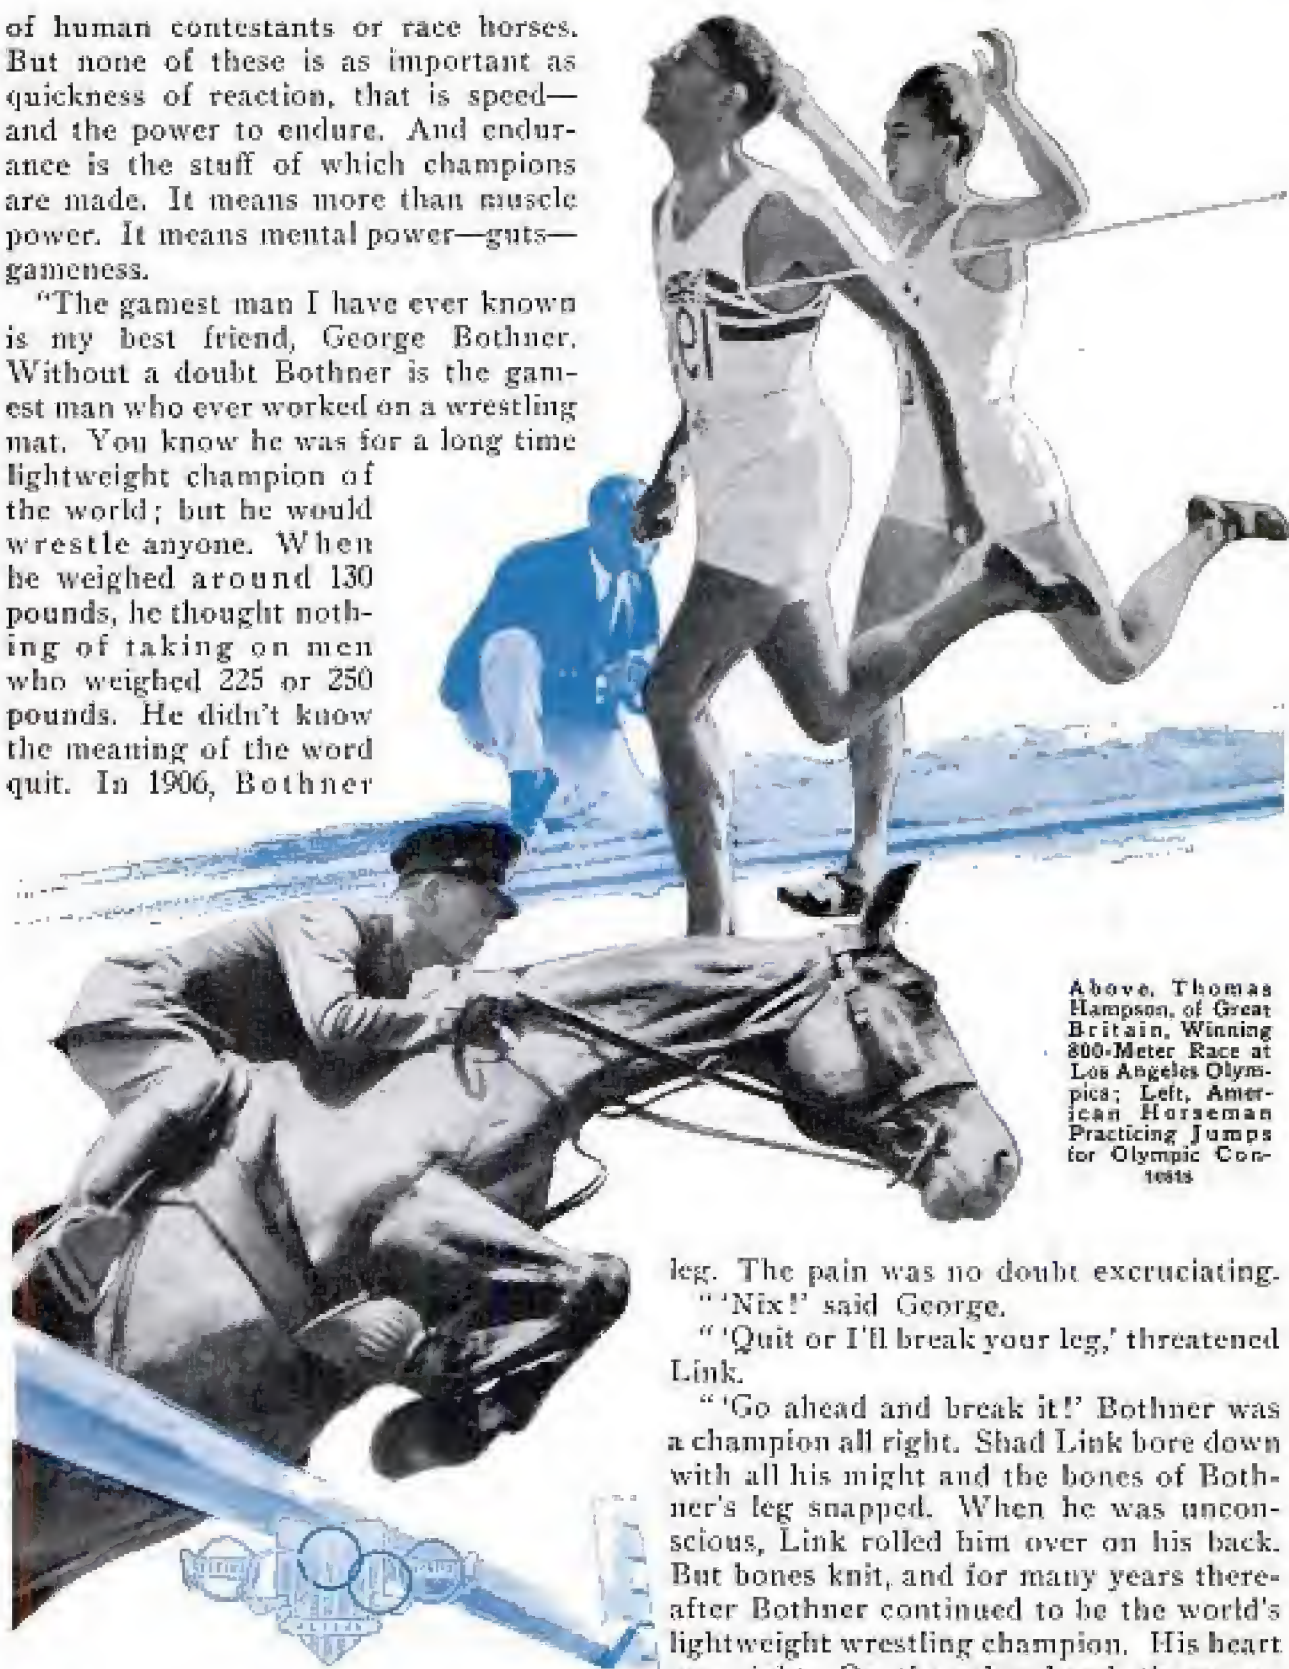 of human contestants or race horses.
But none of these is as important as
quickness of reaction, that is speed—
and the power to endure. And endur-
ance is the stuff of which champions
are made. It means more than muscle
power. It means mental power—guts—
gameness.
"The gamest man I have ever known
is my best friend, George Bothner.
Without a doubt Bothner is the gam-
est man who ever worked on a wrestling
mat. You know he was for a long time
lightweight champion of
the world; but he would
wrestle anyone. When
he weighed around 130
pounds, he thought noth-
ing of taking on men
who weighed 225 or 250
pounds. He didn't know
the meaning of the word
quit. In 1906, Bothner
Above, Thomas
Hampson, of Great
Britain, Winning
800-Meter Race at
Los Angeles Olym-
pics; Left, Amer-
ican Horseman
Practicing Jumps
for Olympic Con-
tests
leg. The pain was no doubt excruciating.
"'Nix!' said George.
"'Quit or I'll break your leg,' threatened
Link.
"'Go ahead and break it!' Bothner was
a champion all right. Shad Link bore down
with all his might and the bones of Both-
ner's leg snapped. When he was uncon-
scious, Link rolled him over on his back.
But bones knit, and for many years there-
after Bothner continued to be the world's
lightweight wrestling champion. His heart